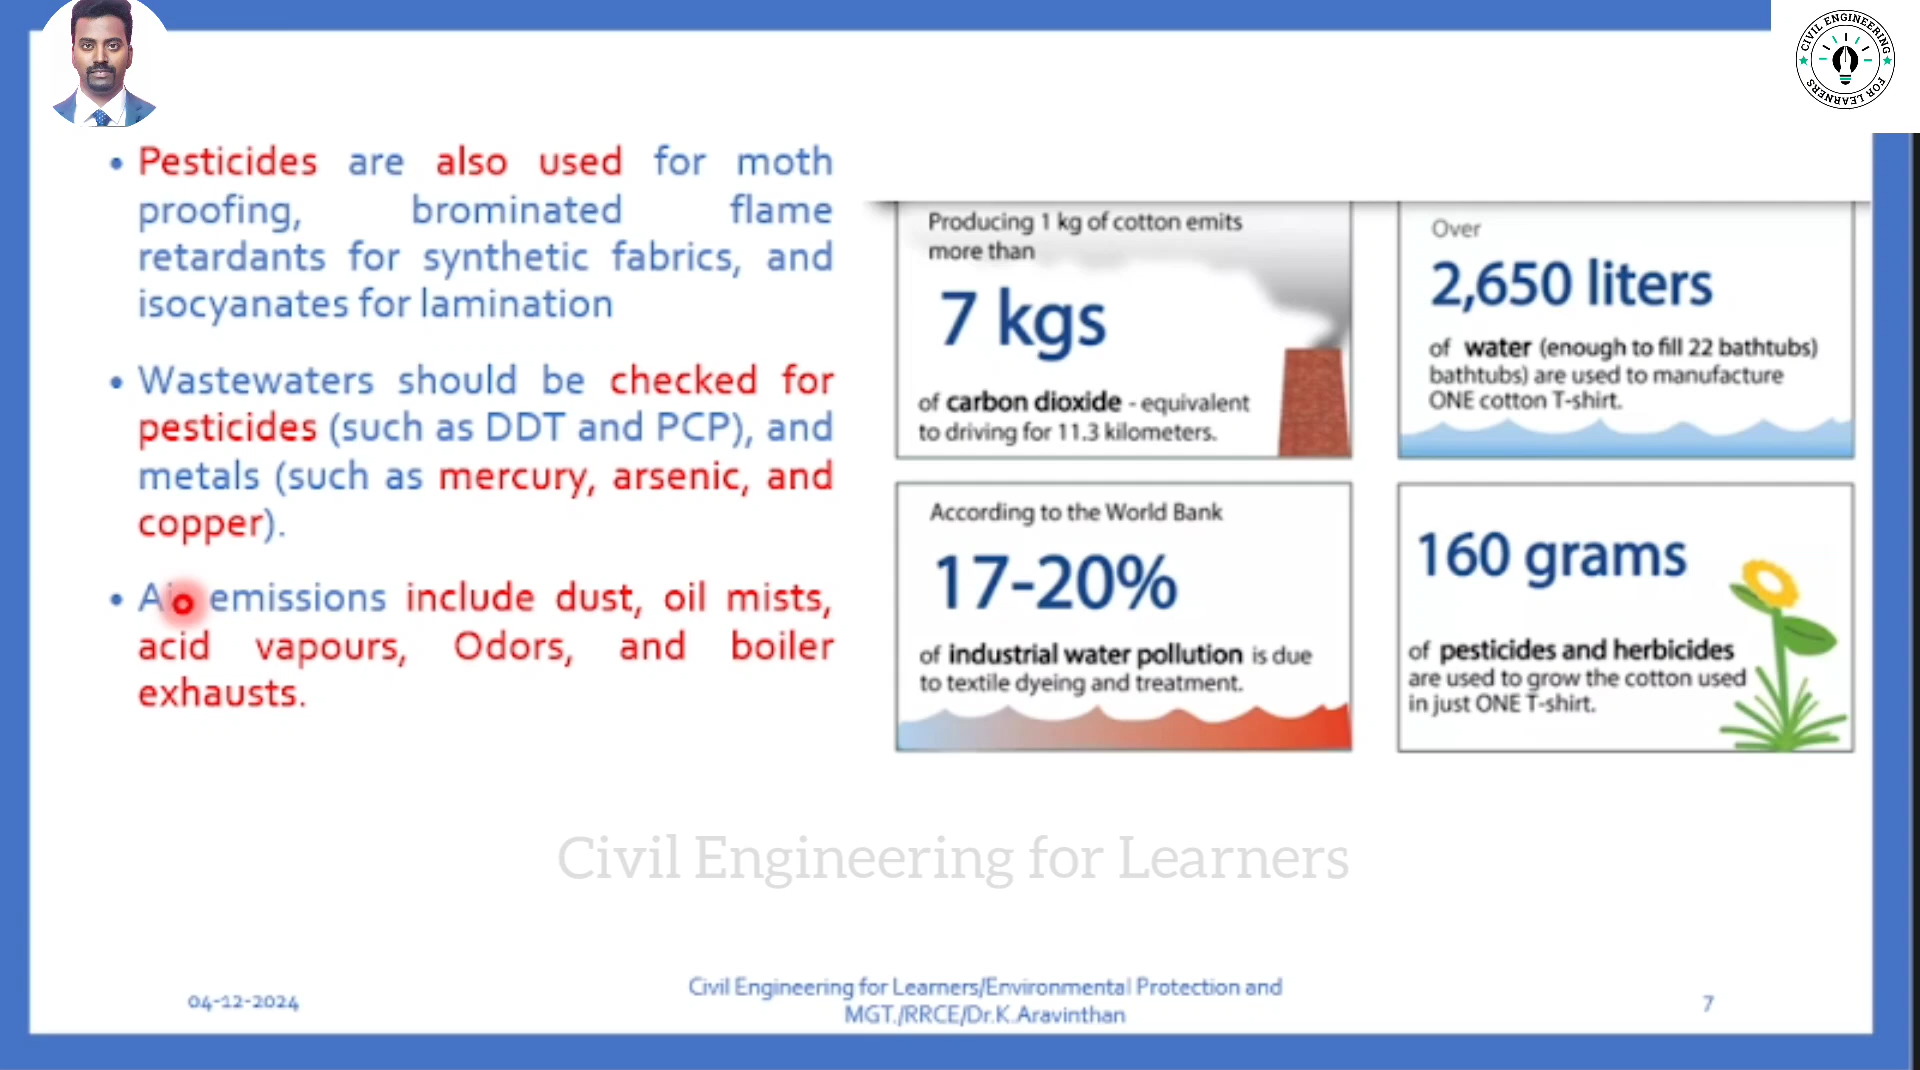 CIVIL ENGINEERING
FOR LEARNERS
• Pesticides are also used for moth
proofing, brominated flame
retardants for synthetic fabrics, and
isocyanates for lamination
• Wastewaters should be checked for
pesticides (such as DDT and PCP), and
metals (such as mercury, arsenic, and
copper).
• emissions include dust, oil mists,
acid vapours, Odors, and boiler
exhausts.
Producing 1 kg of cotton emits
more than
7 kgs
of carbon dioxide - equivalent
to driving for 11.3 kilometers.
Over
2,650 liters
of water (enough to fill 22 bathtubs)
bathtubs) are used to manufacture
ONE cotton T-shirt.
According to the World Bank
17-20%
of industrial water pollution is due
to textile dyeing and treatment.
160 grams
of pesticides and herbicides
are used to grow the cotton used
in just ONE T-shirt.
Civil Engineering for Learners
04-12-2024
Civil Engineering for Learners/Environmental Protection and
MGT./RRCE/Dr.K.Aravinthan
7